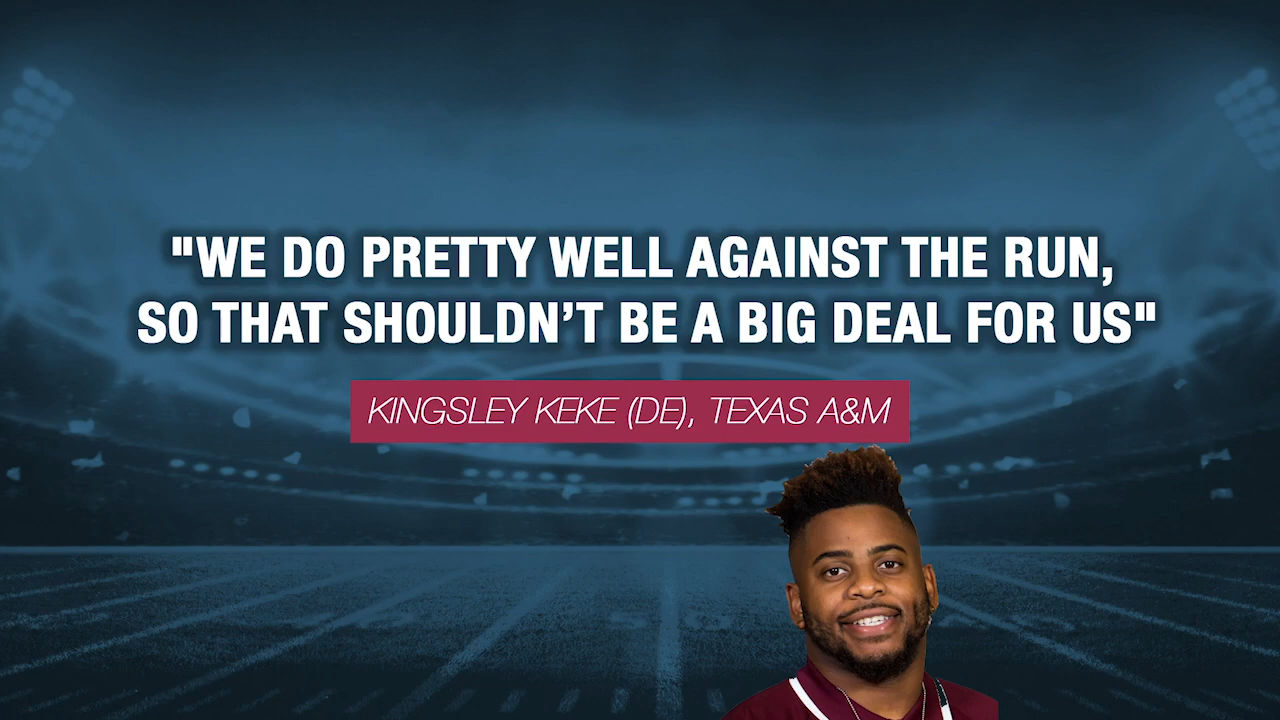 "WE DO PRETTY WELL AGAINST THE RUN,
SO THAT SHOULDN’T BE A BIG DEAL FOR US"
KINGSLEY KEKE (DE), TEXAS A&M